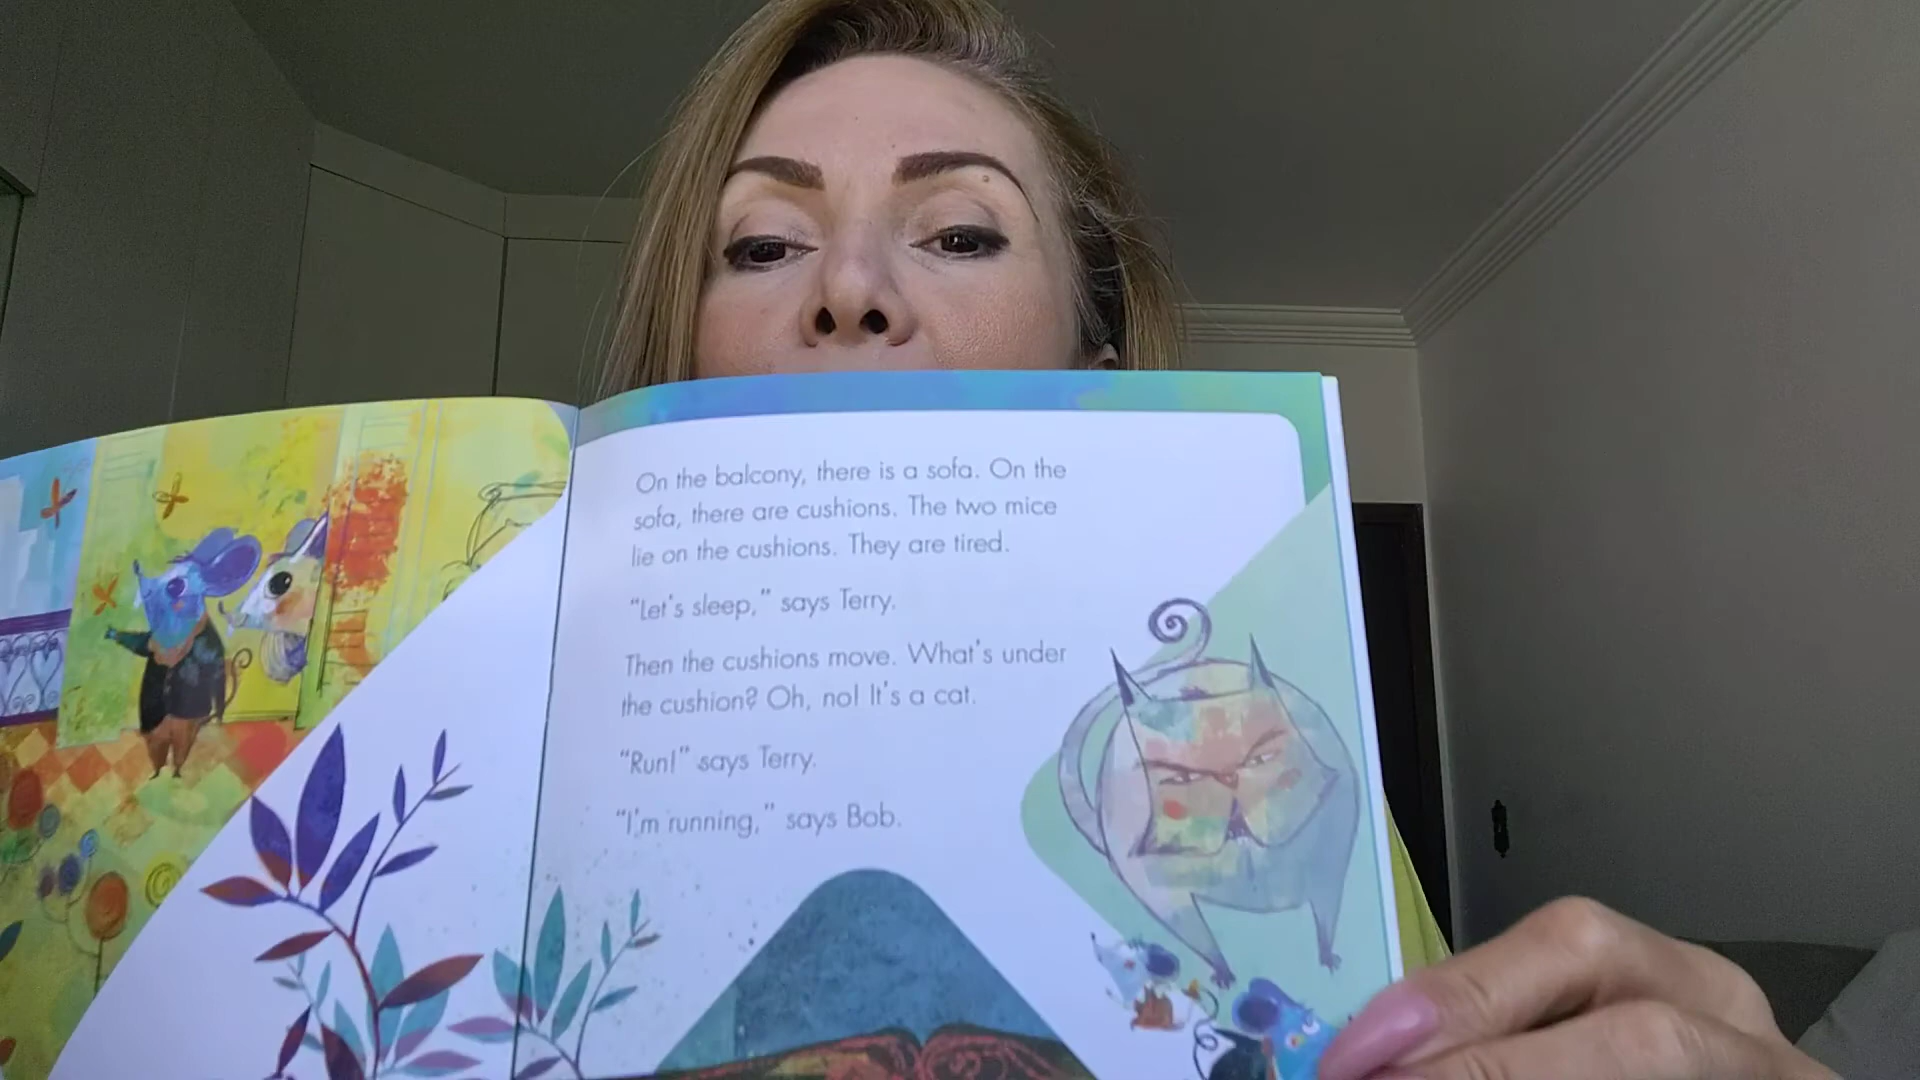 On the balcony, there is a sofa. On the
sofa, there are cushions. The two mice
lie on the cushions. They are tired.
“Let's sleep,” says Terry.
Then the cushions move. What's under
the cushion? Oh, no! It's a cat.
“Run!” says Terry.
“I'm running,” says Bob.